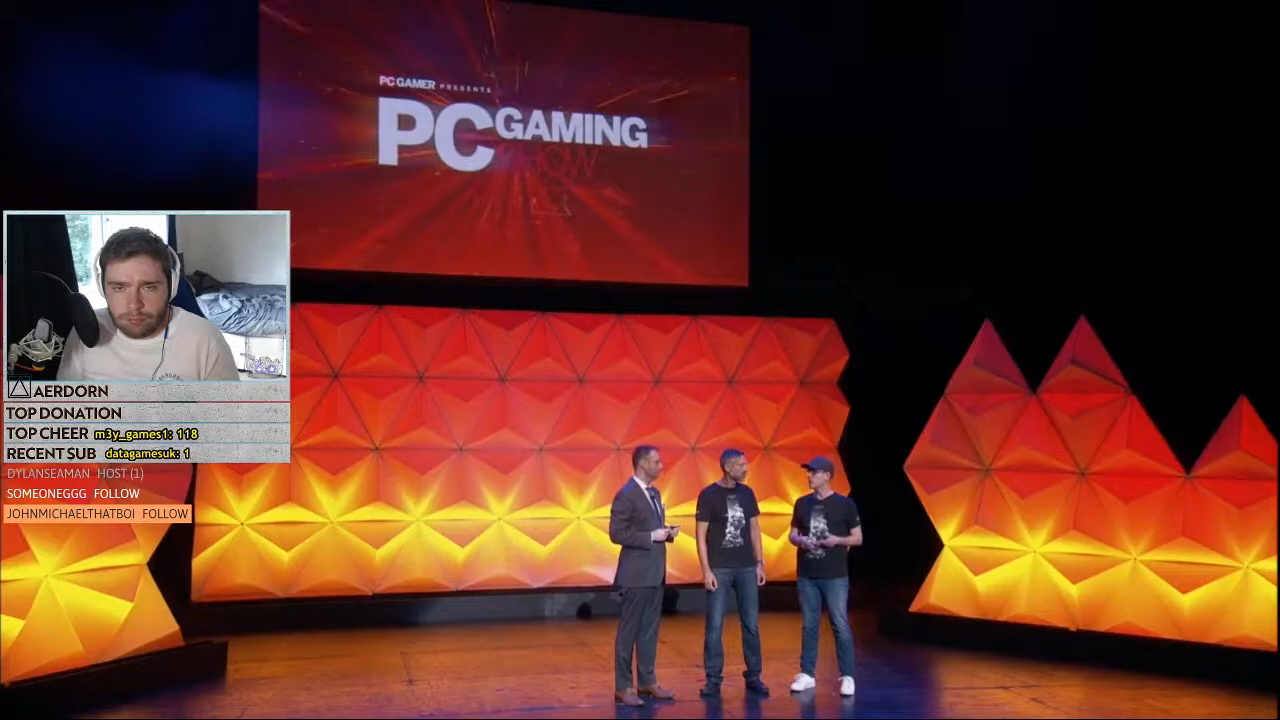 PC GAMER PRESENTS
PC GAMING
SHOW
AERDORN
TOP DONATION
TOP CHEER m3y_games1: 118
RECENT SUB datagamesuk: 1
DYLANSEAMAN HOST (1)
SOMEONEGGG FOLLOW
JOHNMICHAELTHATBOI FOLLOW